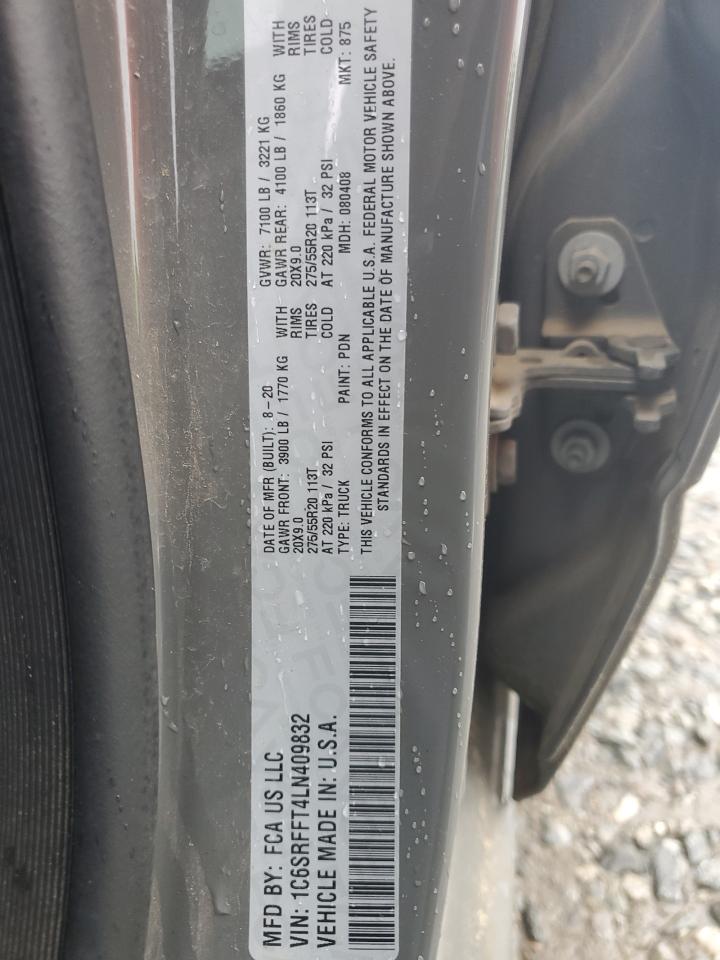 MFD BY: FCA US LLC
VIN: 1C6SRFFT4LN409832
VEHICLE MADE IN: U.S.A.
DATE OF MFR (BUILT): 8-20
GAWR FRONT: 3900 LB / 1770 KG WITH
20X9.0 RIMS
275/55R20 113T TIRES
AT 220 kPa / 32 PSI COLD
TYPE: TRUCK PAINT: PDN
GVWR: 7100 LB / 3221 KG
GAWR REAR: 4100 LB / 1860 KG WITH
20X9.0 RIMS
275/55R20 113T TIRES
AT 220 kPa / 32 PSI COLD
MDH: 080408 MKT: 875
THIS VEHICLE CONFORMS TO ALL APPLICABLE U.S.A. FEDERAL MOTOR VEHICLE SAFETY
STANDARDS IN EFFECT ON THE DATE OF MANUFACTURE SHOWN ABOVE.